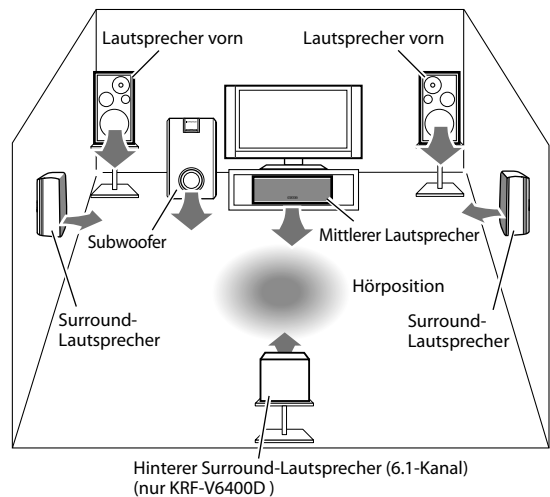 Lautsprecher vorn
Lautsprecher vorn
Subwoofer
Mittlerer Lautsprecher
Hörposition
Surround-
Lautsprecher
Surround-
Lautsprecher
Hinterer Surround-Lautsprecher (6.1-Kanal)
(nur KRF-V6400D )